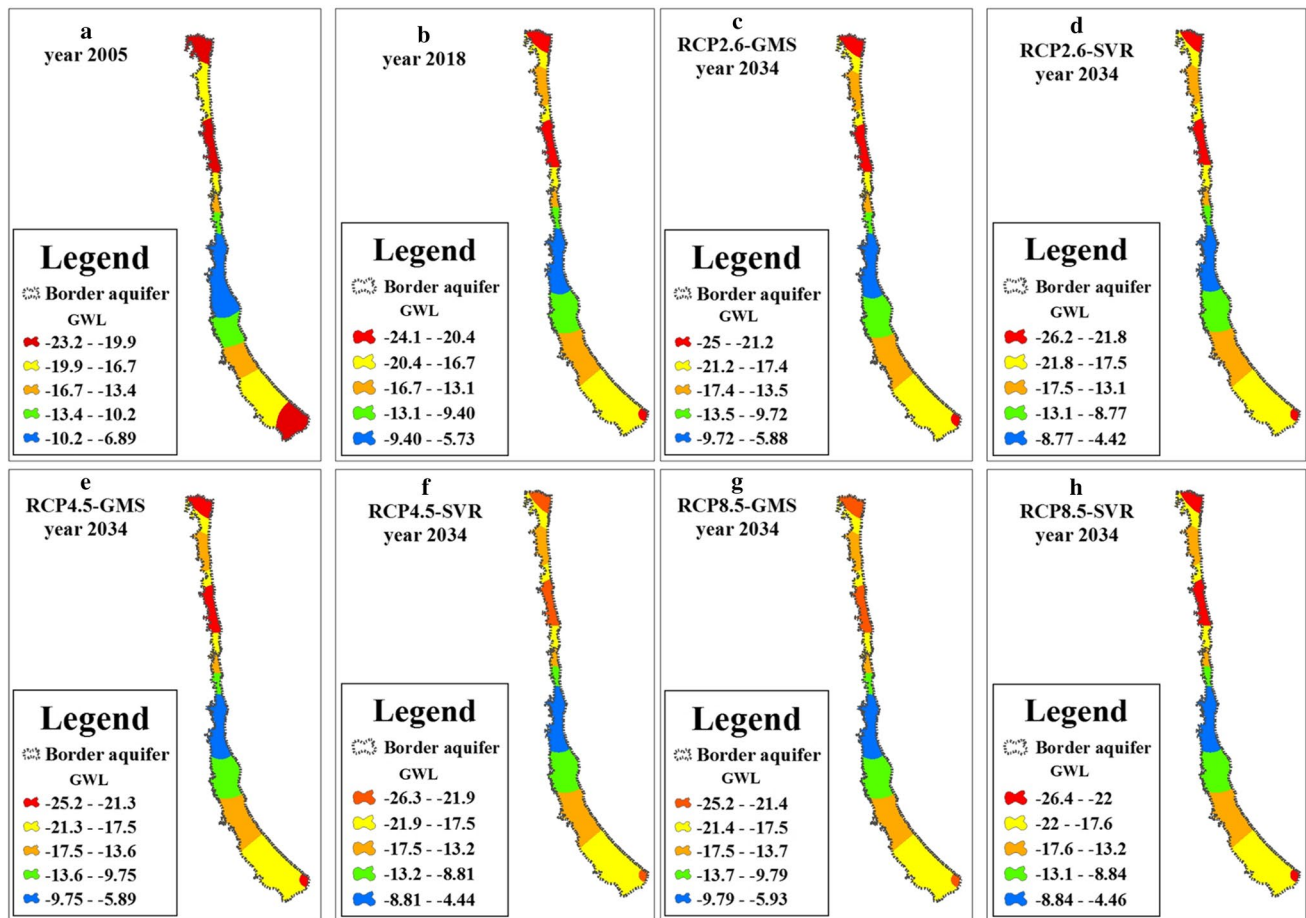 a
year 2005
Legend
Border aquifer
GWL
-23.2 - -19.9
-19.9 - -16.7
-16.7 - -13.4
-13.4 - -10.2
-10.2 - -6.89
b
year 2018
Legend
Border aquifer
GWL
-24.1 - -20.4
-20.4 - -16.7
-16.7 - -13.1
-13.1 - -9.40
-9.40 - -5.73
c
RCP2.6-GMS
year 2034
Legend
Border aquifer
GWL
-25 - -21.2
-21.2 - -17.4
-17.4 - -13.5
-13.5 - -9.72
-9.72 - -5.88
d
RCP2.6-SVR
year 2034
Legend
Border aquifer
GWL
-26.2 - -21.8
-21.8 - -17.5
-17.5 - -13.1
-13.1 - -8.77
-8.77 - -4.42
e
RCP4.5-GMS
year 2034
Legend
Border aquifer
GWL
-25.2 - -21.3
-21.3 - -17.5
-17.5 - -13.6
-13.6 - -9.75
-9.75 - -5.89
f
RCP4.5-SVR
year 2034
Legend
Border aquifer
GWL
-26.3 - -21.9
-21.9 - -17.5
-17.5 - -13.2
-13.2 - -8.81
-8.81 - -4.44
g
RCP8.5-GMS
year 2034
Legend
Border aquifer
GWL
-25.2 - -21.4
-21.4 - -17.5
-17.5 - -13.7
-13.7 - -9.79
-9.79 - -5.93
h
RCP8.5-SVR
year 2034
Legend
Border aquifer
GWL
-26.4 - -22
-22 - -17.6
-17.6 - -13.2
-13.1 - -8.84
-8.84 - -4.46